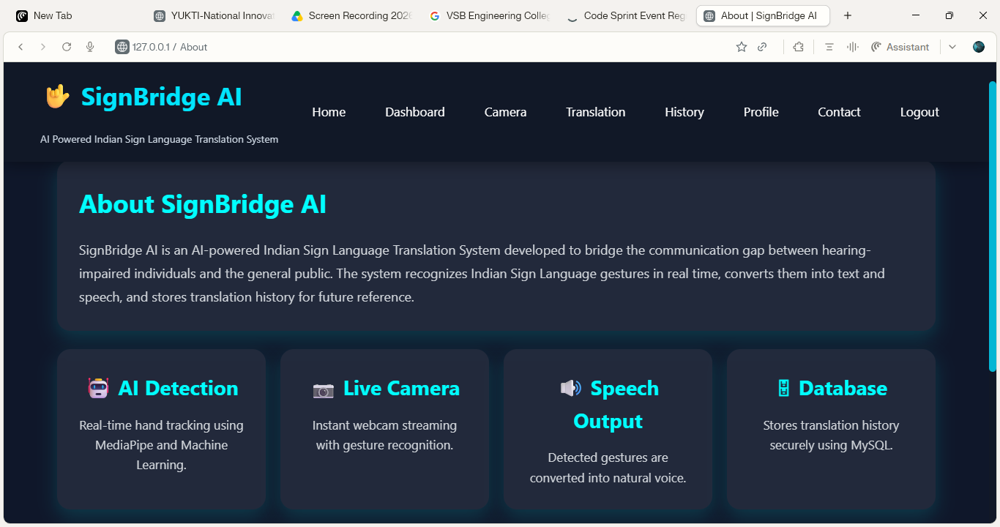 New Tab
YUKTI-National Innova
Screen Recording 202
VSB Engineering Colle
Code Sprint Event Reg
About | SignBridge AI
127.0.0.1 / About
Assistant
SignBridge AI
AI Powered Indian Sign Language Translation System
Home
Dashboard
Camera
Translation
History
Profile
Contact
Logout
About SignBridge AI
SignBridge AI is an AI-powered Indian Sign Language Translation System developed to bridge the communication gap between hearing-
impaired individuals and the general public. The system recognizes Indian Sign Language gestures in real time, converts them into text and
speech, and stores translation history for future reference.
AI Detection
Real-time hand tracking using
MediaPipe and Machine
Learning.
Live Camera
Instant webcam streaming
with gesture recognition.
Speech
Output
Detected gestures are
converted into natural voice.
Database
Stores translation history
securely using MySQL.